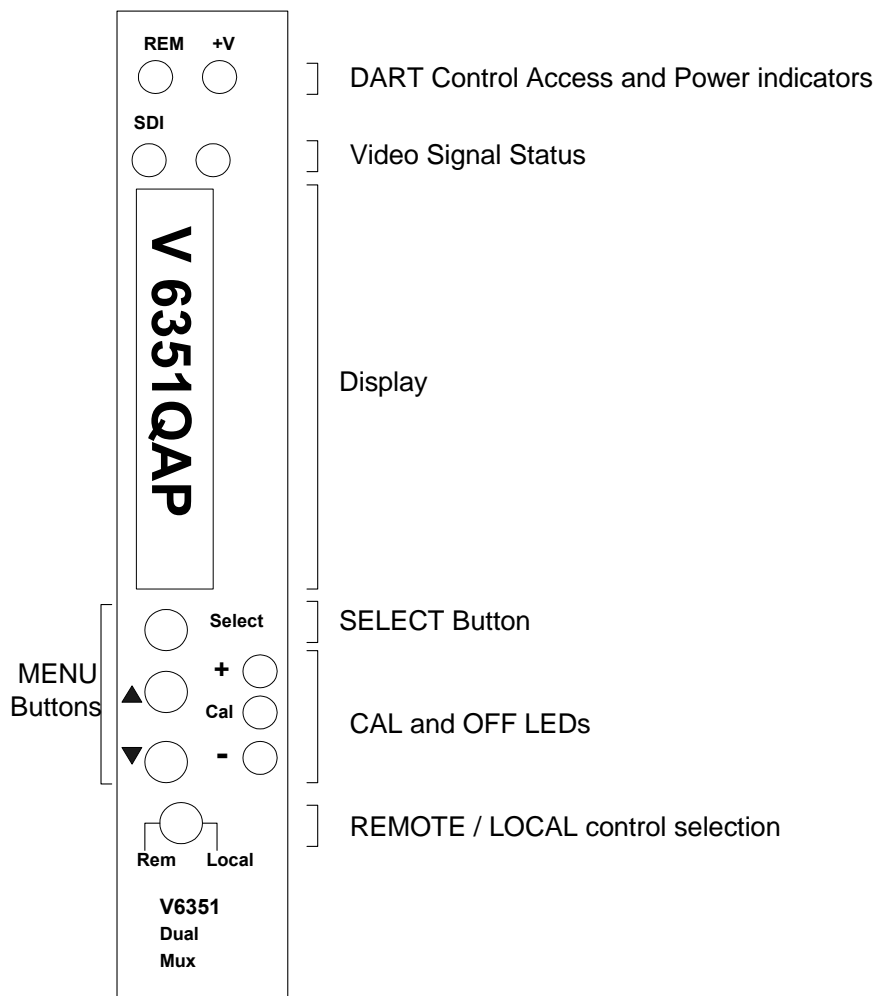 REM +V
DART Control Access and Power indicators
SDI
Video Signal Status
V 6351QAP
Display
Select
SELECT Button
MENU
Buttons
+
▲
Cal
CAL and OFF LEDs
▼
-
REMOTE / LOCAL control selection
Rem Local
V6351
Dual
Mux